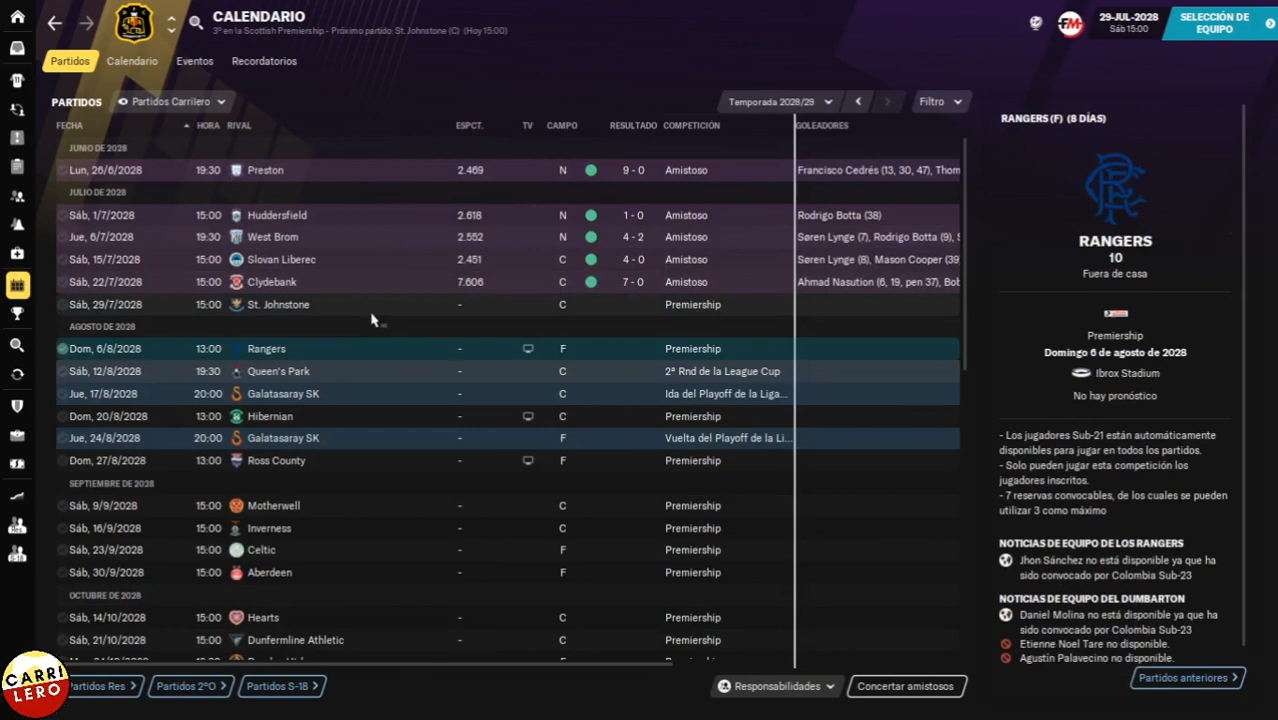 CALENDARIO
3º en la Scottish Premiership - Próximo partido: St. Johnstone (C) (Hoy 15:00)
FM
29-JUL-2028
Sáb 15:00
SELECCIÓN DE
EQUIPO
Partidos Calendario Eventos Recordatorios
PARTIDOS Partidos Carrilero Temporada 2028/29 Filtro
FECHA HORA RIVAL ESPCT. TV CAMPO RESULTADO COMPETICIÓN GOLEADORES
JUNIO DE 2028
Lun, 26/6/2028 19:30 Preston 2.469 N 9 - 0 Amistoso Francisco Cedrés (13, 30, 47), Thom
JULIO DE 2028
Sáb, 1/7/2028 15:00 Huddersfield 2.618 N 1 - 0 Amistoso Rodrigo Botta (38)
Jue, 6/7/2028 19:30 West Brom 2.552 N 4 - 2 Amistoso Søren Lynge (7), Rodrigo Botta (9), S
Sáb, 15/7/2028 15:00 Slovan Liberec 2.451 C 4 - 0 Amistoso Søren Lynge (8), Mason Cooper (39
Sáb, 22/7/2028 15:00 Clydebank 7.606 C 7 - 0 Amistoso Ahmad Nasution (6, 19, pen 37), Bob
Sáb, 29/7/2028 15:00 St. Johnstone - C Premiership
AGOSTO DE 2028
Dom, 6/8/2028 13:00 Rangers - F Premiership
Sáb, 12/8/2028 19:30 Queen's Park - C 2ª Rnd de la League Cup
Jue, 17/8/2028 20:00 Galatasaray SK - C Ida del Playoff de la Liga...
Dom, 20/8/2028 13:00 Hibernian - C Premiership
Jue, 24/8/2028 20:00 Galatasaray SK - F Vuelta del Playoff de la Li...
Dom, 27/8/2028 13:00 Ross County - F Premiership
SEPTIEMBRE DE 2028
Sáb, 9/9/2028 15:00 Motherwell - C Premiership
Sáb, 16/9/2028 15:00 Inverness - C Premiership
Sáb, 23/9/2028 15:00 Celtic - F Premiership
Sáb, 30/9/2028 15:00 Aberdeen - F Premiership
OCTUBRE DE 2028
Sáb, 14/10/2028 15:00 Hearts - C Premiership
Sáb, 21/10/2028 15:00 Dunfermline Athletic - C Premiership
RANGERS (F) (8 DÍAS)
RANGERS
10
Fuera de casa
Premiership
Domingo 6 de agosto de 2028
Ibrox Stadium
No hay pronóstico
- Los jugadores Sub-21 están automáticamente
disponibles para jugar en todos los partidos.
- Solo pueden jugar esta competición los
jugadores inscritos.
- 7 reservas convocables, de los cuales se pueden
utilizar 3 como máximo
NOTICIAS DE EQUIPO DE LOS RANGERS
Jhon Sánchez no está disponible ya que ha
sido convocado por Colombia Sub-23
NOTICIAS DE EQUIPO DEL DUMBARTON
Daniel Molina no está disponible ya que ha
sido convocado por Colombia Sub-23
Etienne Noel Tare no disponible.
Agustín Palavecino no disponible.
Partidos anteriores
CARRI
LERO
Partidos Res Partidos 2ºO Partidos S-18 Responsabilidades Concertar amistosos